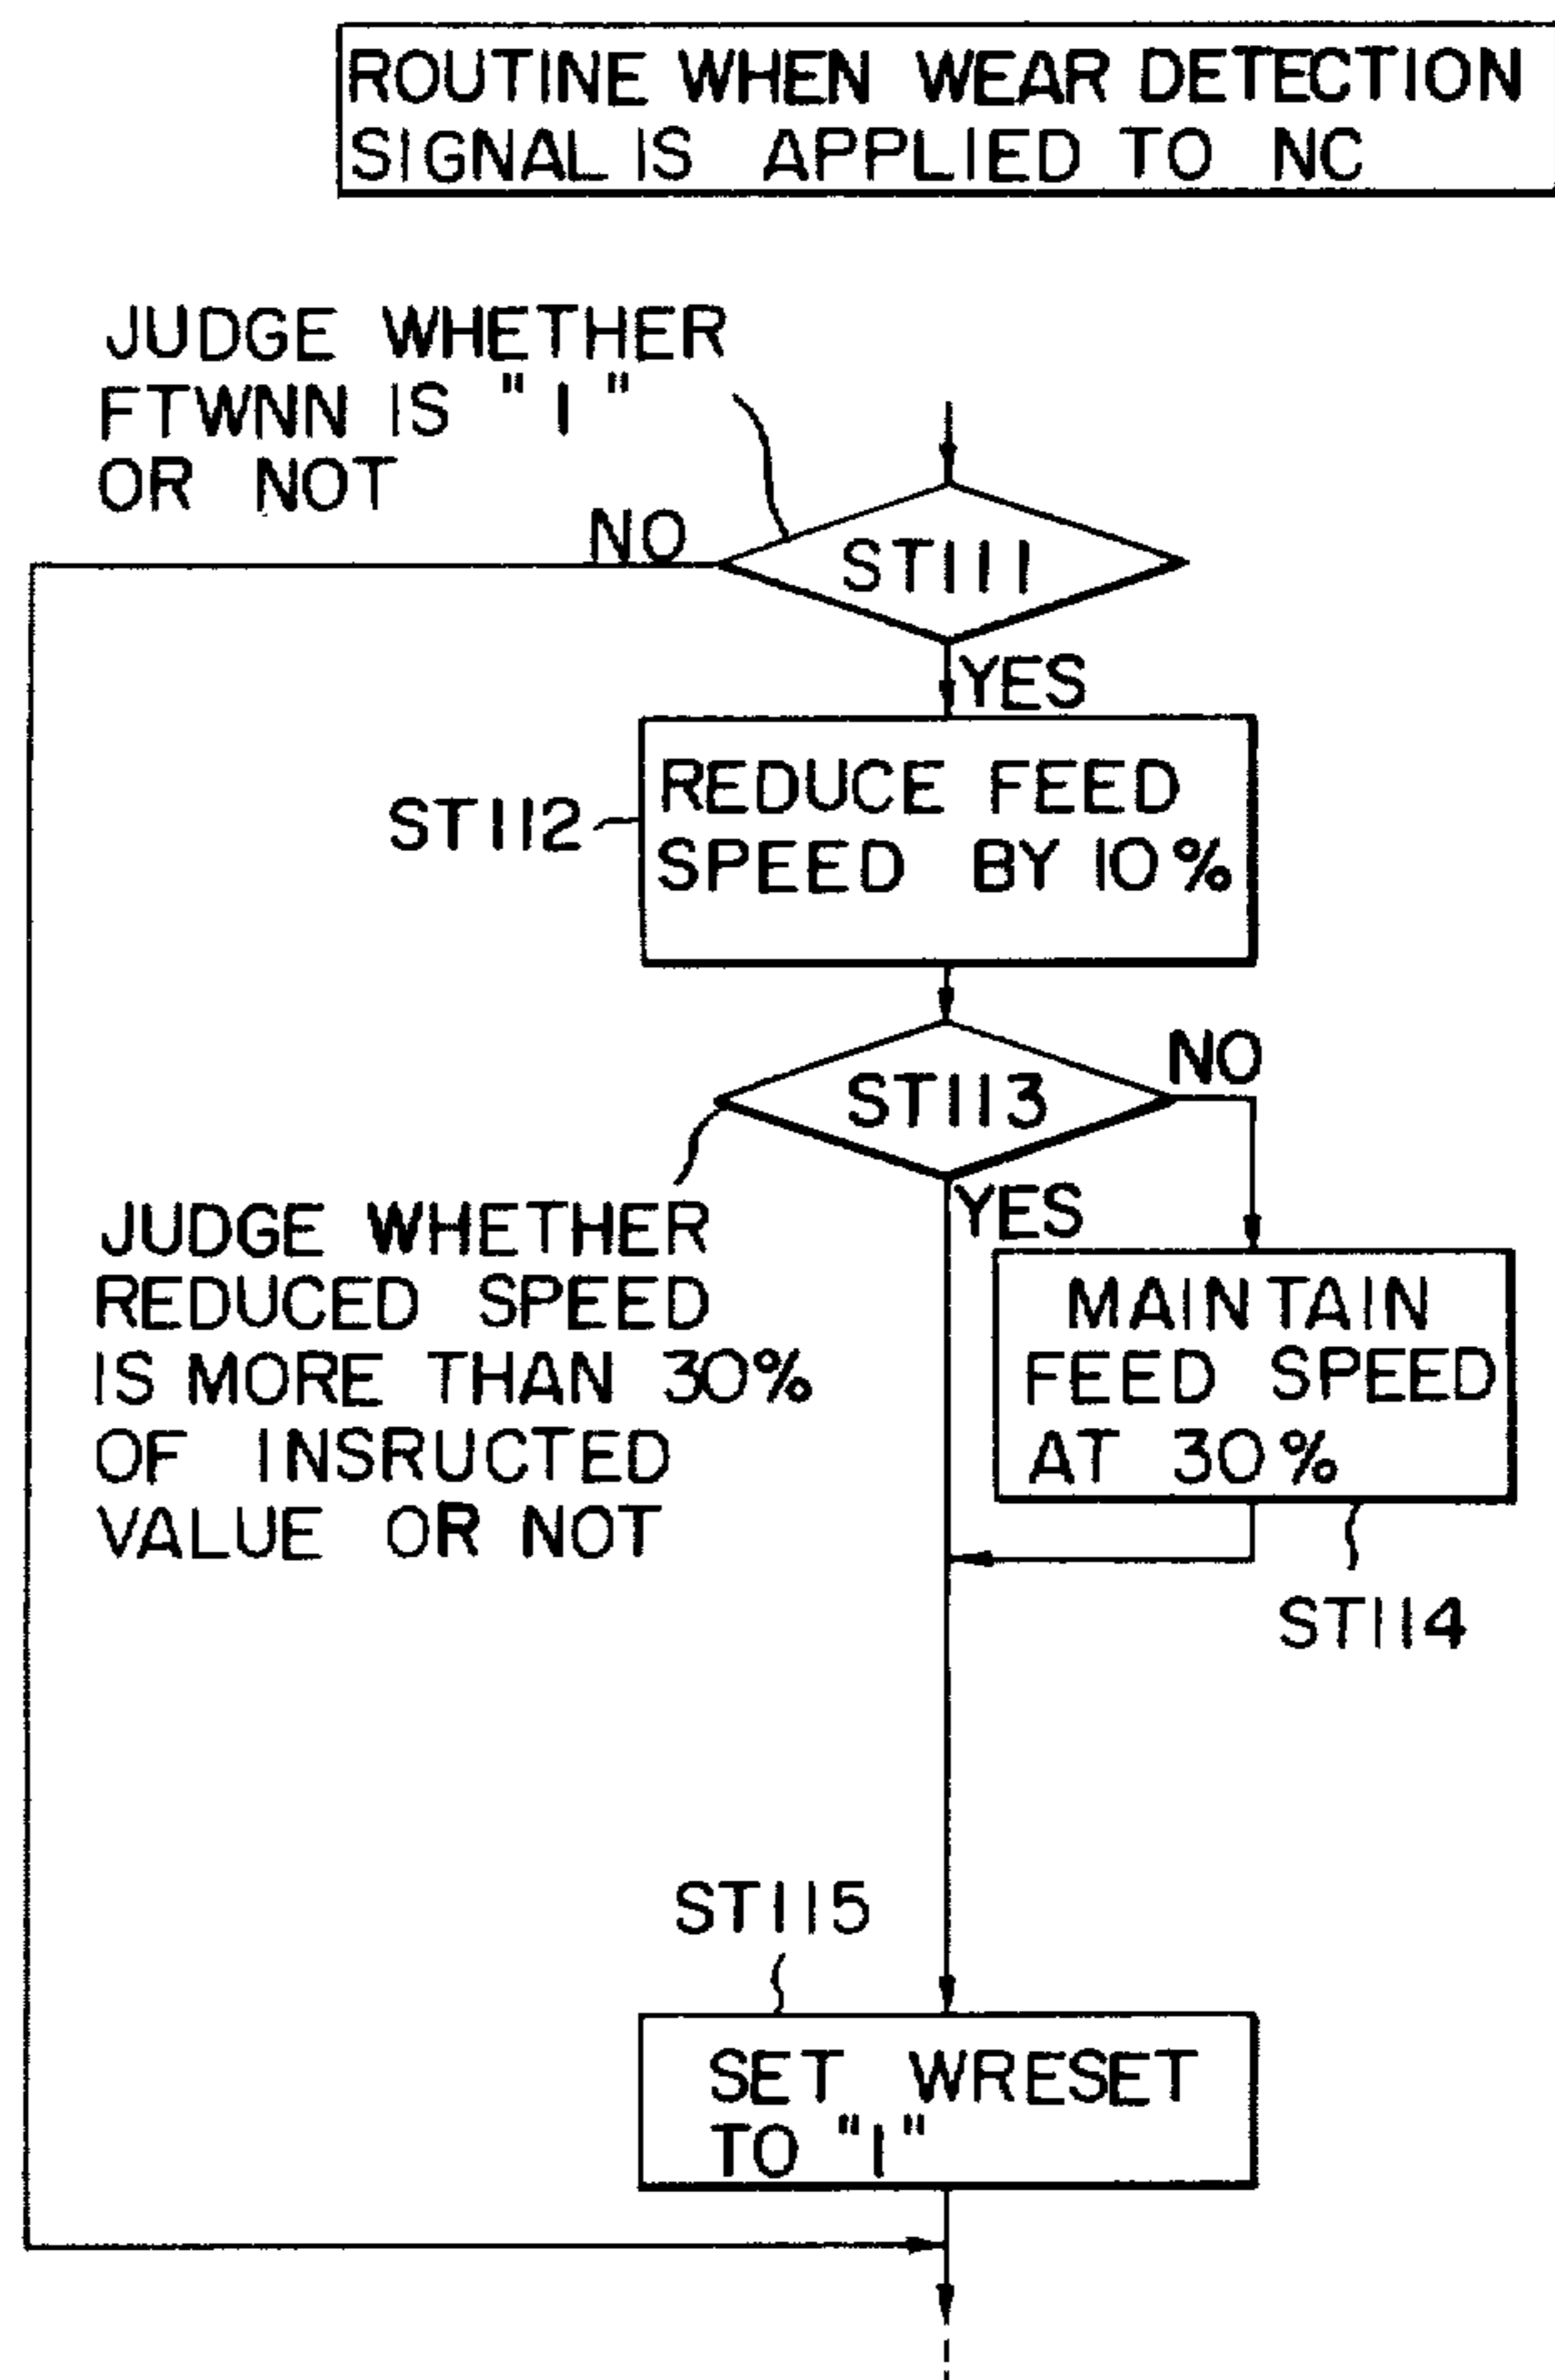 ROUTINE WHEN WEAR DETECTION
SIGNAL IS APPLIED TO NC
JUDGE WHETHER
FTWNN IS "1"
OR NOT
NO
ST111
YES
ST112
REDUCE FEED
SPEED BY 10%
ST113
NO
YES
JUDGE WHETHER
REDUCED SPEED
IS MORE THAN 30%
OF INSRUCTED
VALUE OR NOT
MAINTAIN
FEED SPEED
AT 30%
ST114
ST115
SET WRESET
TO "1"